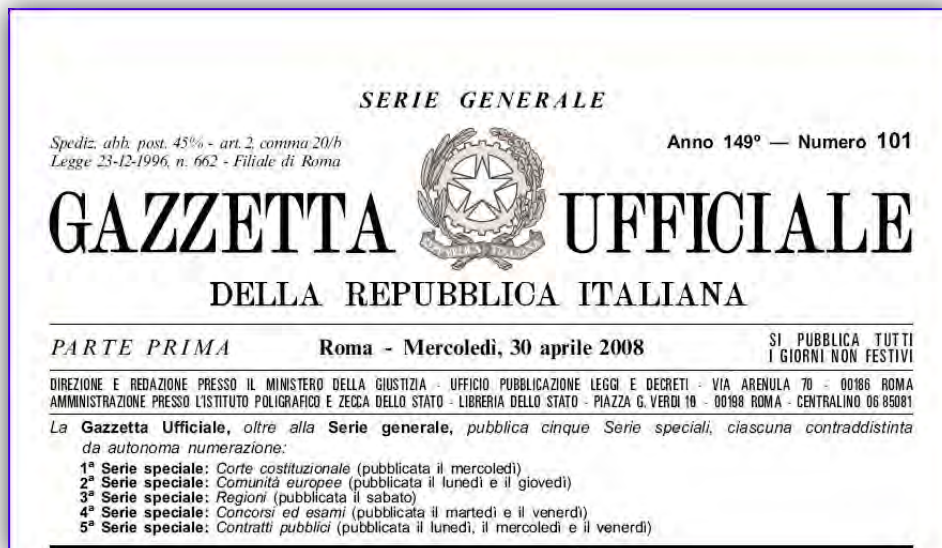 SERIE GENERALE
Spediz. abb. post. 45% - art. 2, comma 20/b
Legge 23-12-1996, n. 662 - Filiale di Roma
Anno 149° — Numero 101
GAZZETTA UFFICIALE
DELLA REPUBBLICA ITALIANA
PARTE PRIMA
Roma - Mercoledì, 30 aprile 2008
SI PUBBLICA TUTTI
I GIORNI NON FESTIVI
DIREZIONE E REDAZIONE PRESSO IL MINISTERO DELLA GIUSTIZIA - UFFICIO PUBBLICAZIONE LEGGI E DECRETI - VIA ARENULA 70 - 00186 ROMA
AMMINISTRAZIONE PRESSO L'ISTITUTO POLIGRAFICO E ZECCA DELLO STATO - LIBRERIA DELLO STATO - PIAZZA G. VERDI 10 - 00198 ROMA - CENTRALINO 06 85081
La Gazzetta Ufficiale, oltre alla Serie generale, pubblica cinque Serie speciali, ciascuna contraddistinta
da autonoma numerazione:
1ª Serie speciale: Corte costituzionale (pubblicata il mercoledì)
2ª Serie speciale: Comunità europee (pubblicata il lunedì e il giovedì)
3ª Serie speciale: Regioni (pubblicata il sabato)
4ª Serie speciale: Concorsi ed esami (pubblicata il martedì e il venerdì)
5ª Serie speciale: Contratti pubblici (pubblicata il lunedì, il mercoledì e il venerdì)